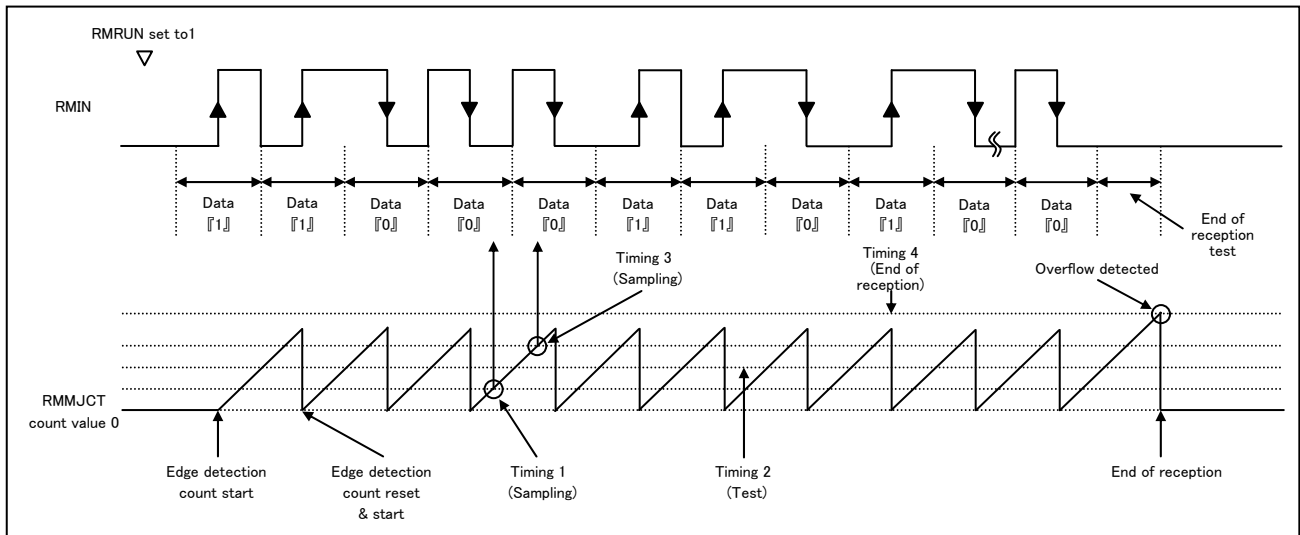 RMRUN set to1
RMIN
Data
『1』
Data
『1』
Data
『0』
Data
『0』
Data
『0』
Data
『1』
Data
『1』
Data
『0』
Data
『1』
Data
『0』
Data
『0』
End of
reception
test
Timing 3
(Sampling)
Timing 4
(End of
reception)
Overflow detected
RMMJCT
count value 0
Edge detection
count start
Edge detection
count reset
& start
Timing 1
(Sampling)
Timing 2
(Test)
End of reception